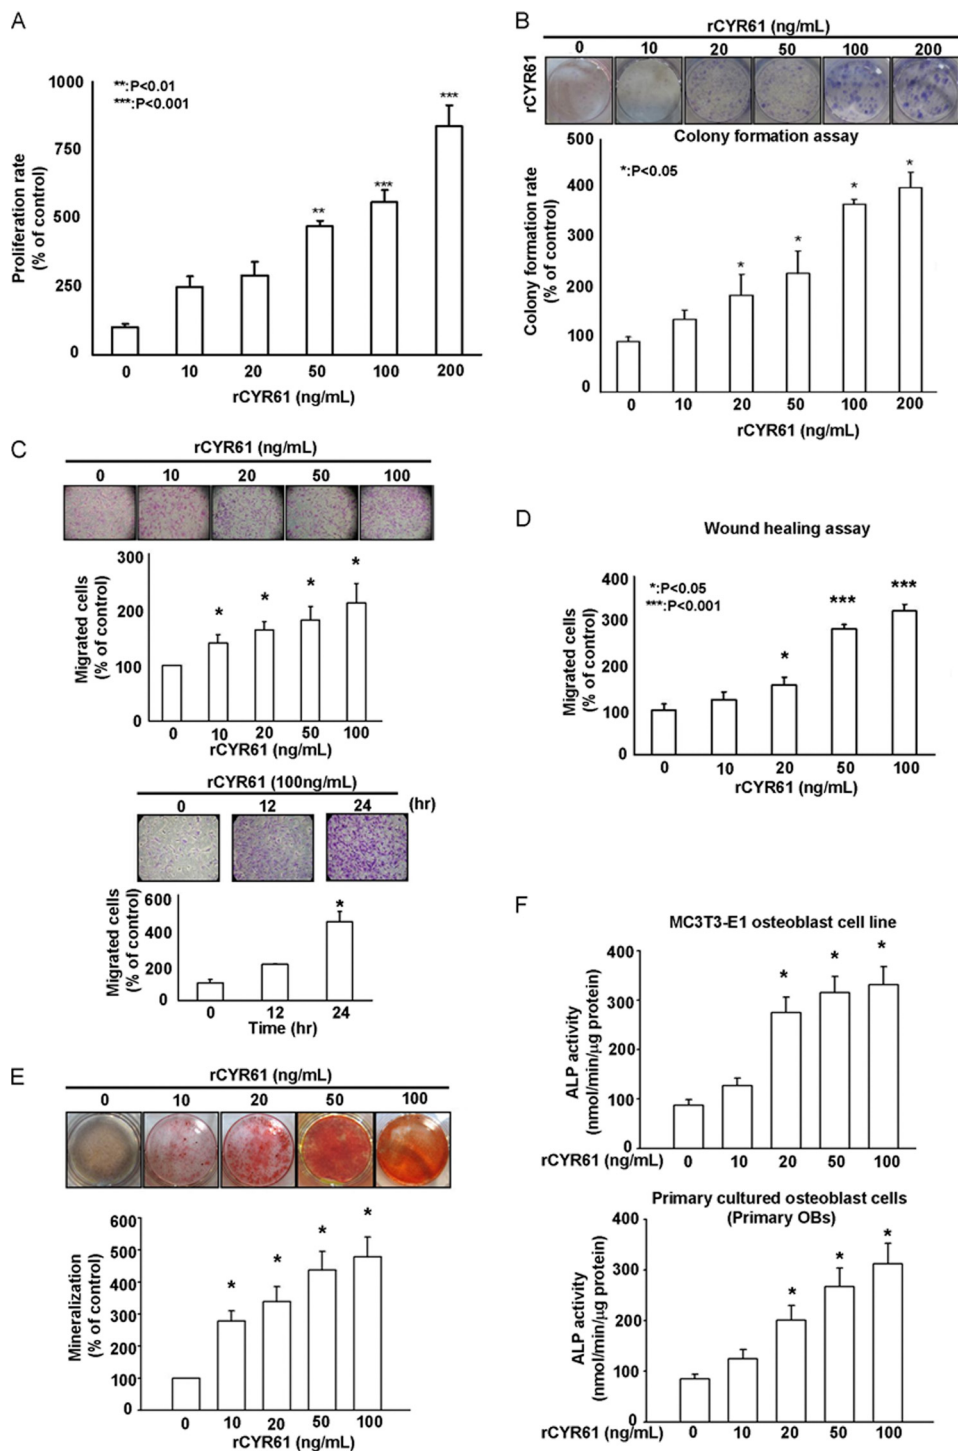 A
**:P<0.01
***:P<0.001
Proliferation rate
(% of control)
1000
750
500
250
0
** *** ***
0 10 20 50 100 200
rCYR61 (ng/mL)
B
rCYR61 (ng/mL)
0 10 20 50 100 200
rCYR61
Colony formation assay
*:P<0.05
Colony formation rate
(% of control)
500
400
300
200
100
0
* * * *
0 10 20 50 100 200
rCYR61 (ng/mL)
C
rCYR61 (ng/mL)
0 10 20 50 100
Migrated cells
(% of control)
300
200
100
0
* * * *
0 10 20 50 100
rCYR61 (ng/mL)
rCYR61 (100ng/mL)
0 12 24 (hr)
Migrated cells
(% of control)
600
400
200
0
*
0 12 24
Time (hr)
D
Wound healing assay
*:P<0.05
***:P<0.001
Migrated cells
(% of control)
400
300
200
100
0
* *** ***
0 10 20 50 100
rCYR61 (ng/mL)
E
rCYR61 (ng/mL)
0 10 20 50 100
Mineralization
(% of control)
600
500
400
300
200
100
0
* * * *
0 10 20 50 100
rCYR61 (ng/mL)
F
MC3T3-E1 osteoblast cell line
ALP activity
(nmol/min/μg protein)
400
300
200
100
0
* * *
rCYR61 (ng/mL) 0 10 20 50 100
Primary cultured osteoblast cells
(Primary OBs)
ALP activity
(nmol/min/μg protein)
400
300
200
100
0
* * *
rCYR61 (ng/mL) 0 10 20 50 100